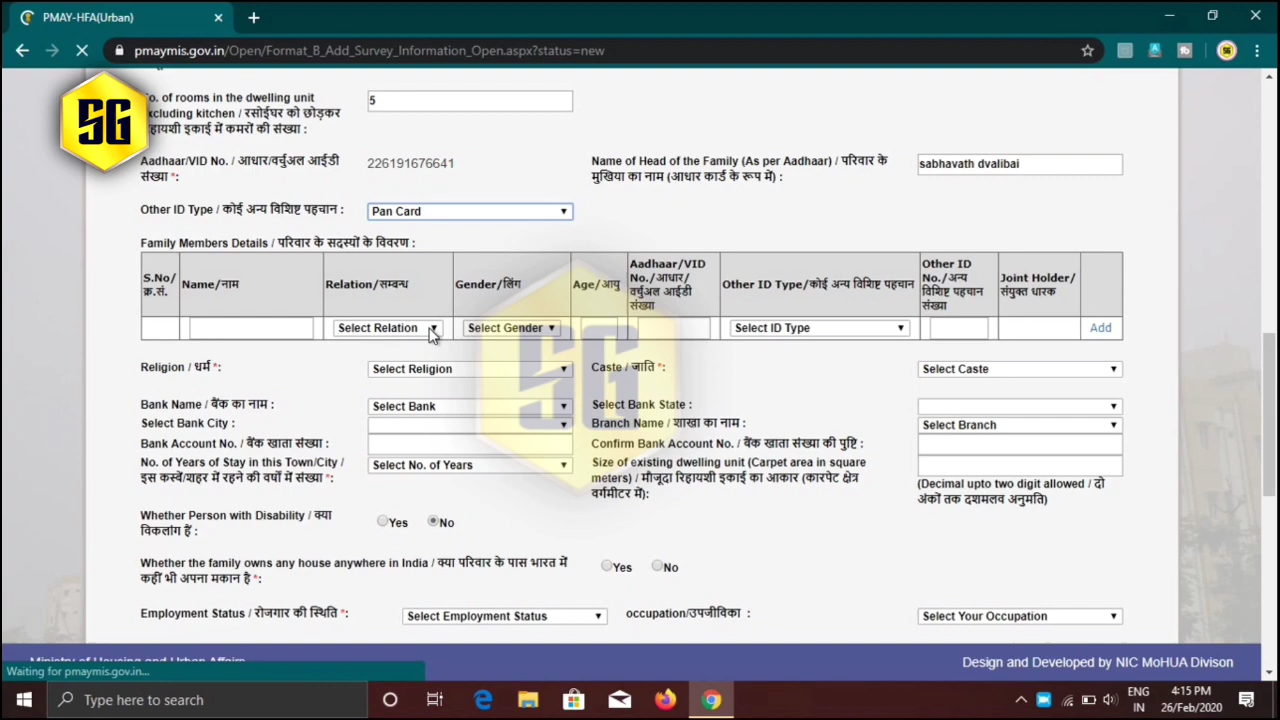 PMAY-HFA(Urban)
pmaymis.gov.in/Open/Format_B_Add_Survey_Information_Open.aspx?status=new
SG
No. of rooms in the dwelling unit
excluding kitchen / रसोईघर को छोड़कर
रिहायशी इकाई में कमरों की संख्या :
5
Aadhaar/VID No. / आधार/वर्चुअल आईडी
संख्या *:
226191676641
Name of Head of the Family (As per Aadhaar) / परिवार के
मुखिया का नाम (आधार कार्ड के रूप में) :
sabhavath dvalibai
Other ID Type / कोई अन्य विशिष्ट पहचान :
Pan Card
Family Members Details / परिवार के सदस्यों के विवरण :
S.No/
क्र.सं.
Name/नाम
Relation/सम्बन्ध
Gender/लिंग
Age/आयु
Aadhaar/VID
No./आधार/
वर्चुअल आईडी
संख्या
Other ID Type/कोई अन्य विशिष्ट पहचान
Other ID
No./अन्य
विशिष्ट पहचान
संख्या
Joint Holder/
संयुक्त धारक
Select Relation
Select Gender
Select ID Type
Add
Religion / धर्म *:
Select Religion
Caste / जाति *:
Select Caste
Bank Name / बैंक का नाम :
Select Bank
Select Bank State :
Select Bank City :
Branch Name / शाखा का नाम :
Select Branch
Bank Account No. / बैंक खाता संख्या :
Confirm Bank Account No. / बैंक खाता संख्या की पुष्टि :
No. of Years of Stay in this Town/City /
इस कस्बें/शहर में रहने की वर्षों में संख्या *:
Select No. of Years
Size of existing dwelling unit (Carpet area in square
meters) / मौजूदा रिहायशी इकाई का आकार (कारपेट क्षेत्र
वर्गमीटर में):
(Decimal upto two digit allowed / दो
अंकों तक दशमलव अनुमति)
Whether Person with Disability / क्या
विकलांग हैं :
Yes
No
SG
Whether the family owns any house anywhere in India / क्या परिवार के पास भारत में
कहीं भी अपना मकान है *:
Yes
No
Employment Status / रोजगार की स्थिति *:
Select Employment Status
occupation/उपजीविका :
Select Your Occupation
Ministry of Housing and Urban Affairs
Design and Developed by NIC MoHUA Divison
Waiting for pmaymis.gov.in...
Type here to search
ENG
IN
4:15 PM
26/Feb/2020